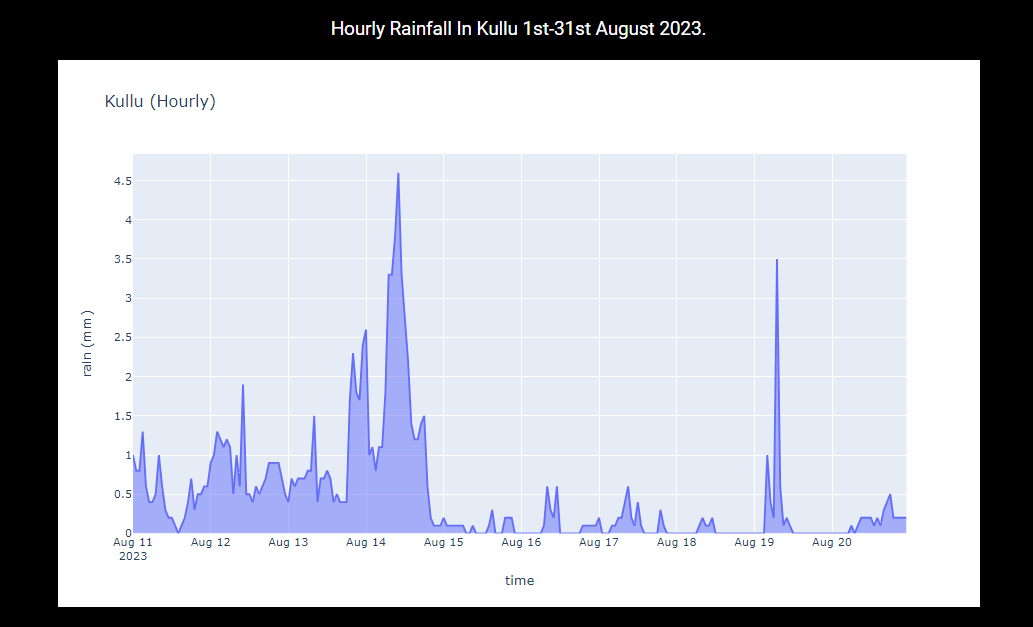 Hourly Rainfall In Kullu 1st-31st August 2023.
Kullu (Hourly)
4.5
4
3.5
3
2.5
2
1.5
1
0.5
0
rain (mm)
Aug 11 Aug 12 Aug 13 Aug 14 Aug 15 Aug 16 Aug 17 Aug 18 Aug 19 Aug 20
2023
time